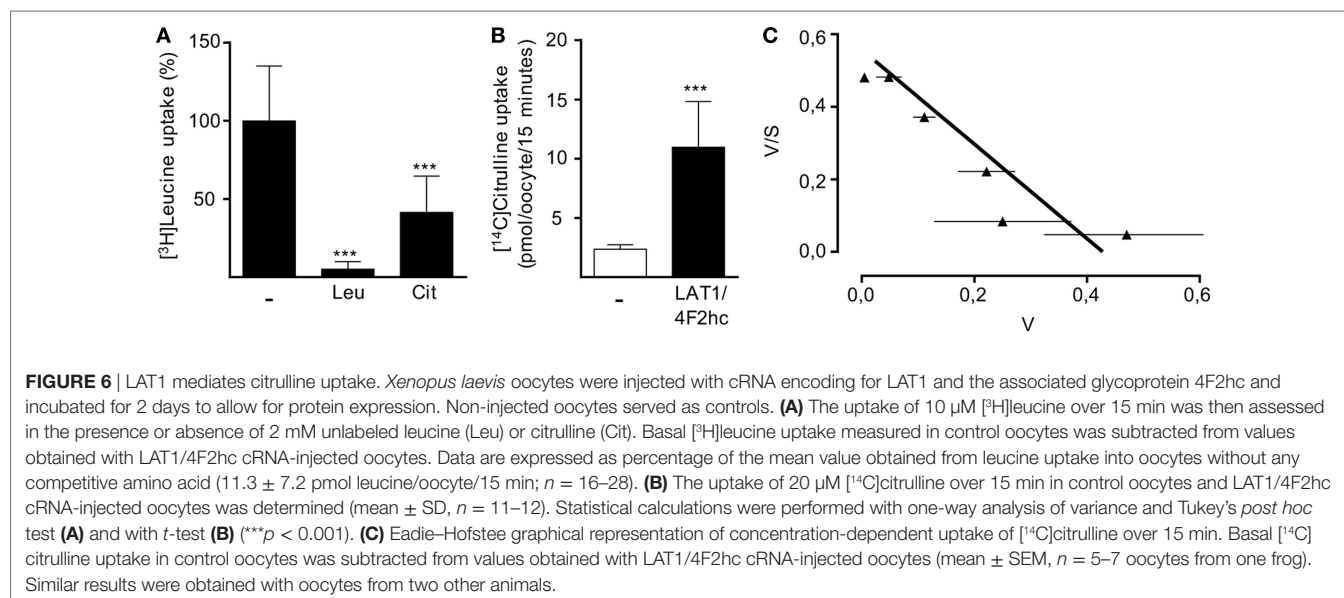 A
B
C
[³H]Leucine uptake (%)
150
100
50
***
***
-
Leu
Cit
[¹⁴C]Citrulline uptake
(pmol/oocyte/15 minutes)
20
15
10
5
***
-
LAT1/
4F2hc
V/S
0,6
0,4
0,2
0,0
0,0
0,2
0,4
0,6
V
FIGURE 6 | LAT1 mediates citrulline uptake. Xenopus laevis oocytes were injected with cRNA encoding for LAT1 and the associated glycoprotein 4F2hc and
incubated for 2 days to allow for protein expression. Non-injected oocytes served as controls. (A) The uptake of 10 μM [³H]leucine over 15 min was then assessed
in the presence or absence of 2 mM unlabeled leucine (Leu) or citrulline (Cit). Basal [³H]leucine uptake measured in control oocytes was subtracted from values
obtained with LAT1/4F2hc cRNA-injected oocytes. Data are expressed as percentage of the mean value obtained from leucine uptake into oocytes without any
competitive amino acid (11.3 ± 7.2 pmol leucine/oocyte/15 min; n = 16–28). (B) The uptake of 20 μM [¹⁴C]citrulline over 15 min in control oocytes and LAT1/4F2hc
cRNA-injected oocytes was determined (mean ± SD, n = 11–12). Statistical calculations were performed with one-way analysis of variance and Tukey's post hoc
test (A) and with t-test (B) (***p < 0.001). (C) Eadie–Hofstee graphical representation of concentration-dependent uptake of [¹⁴C]citrulline over 15 min. Basal [¹⁴C]
citrulline uptake in control oocytes was subtracted from values obtained with LAT1/4F2hc cRNA-injected oocytes (mean ± SEM, n = 5–7 oocytes from one frog).
Similar results were obtained with oocytes from two other animals.